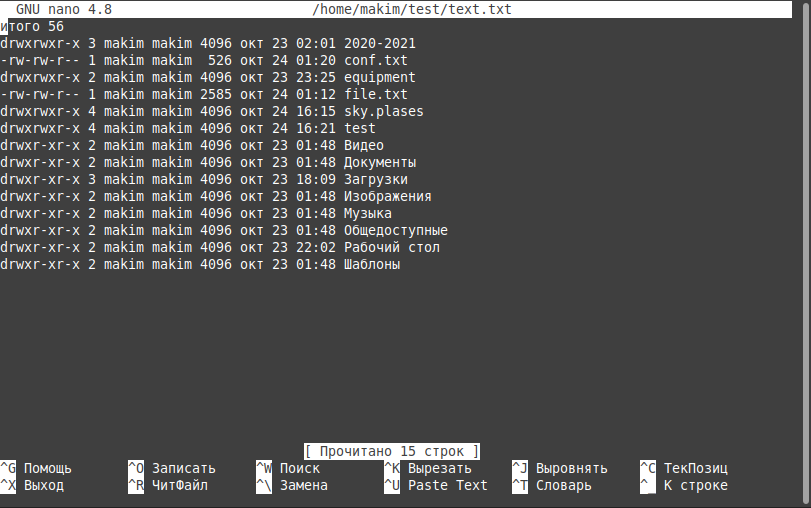 GNU nano 4.8 /home/makim/test/text.txt
итого 56
drwxrwxr-x 3 makim makim 4096 окт 23 02:01 2020-2021
-rw-rw-r-- 1 makim makim  526 окт 24 01:20 conf.txt
drwxrwxr-x 2 makim makim 4096 окт 23 23:25 equipment
-rw-rw-r-- 1 makim makim 2585 окт 24 01:12 file.txt
drwxrwxr-x 4 makim makim 4096 окт 24 16:15 sky.plases
drwxrwxr-x 4 makim makim 4096 окт 24 16:21 test
drwxr-xr-x 2 makim makim 4096 окт 23 01:48 Видео
drwxr-xr-x 2 makim makim 4096 окт 23 01:48 Документы
drwxr-xr-x 3 makim makim 4096 окт 23 18:09 Загрузки
drwxr-xr-x 2 makim makim 4096 окт 23 01:48 Изображения
drwxr-xr-x 2 makim makim 4096 окт 23 01:48 Музыка
drwxr-xr-x 2 makim makim 4096 окт 23 01:48 Общедоступные
drwxr-xr-x 2 makim makim 4096 окт 23 22:02 Рабочий стол
drwxr-xr-x 2 makim makim 4096 окт 23 01:48 Шаблоны
[ Прочитано 15 строк ]
^G Помощь ^O Записать ^W Поиск ^K Вырезать ^J Выровнять ^C ТекПозиц
^X Выход ^R ЧитФайл ^\ Замена ^U Paste Text ^T Словарь ^_ К строке